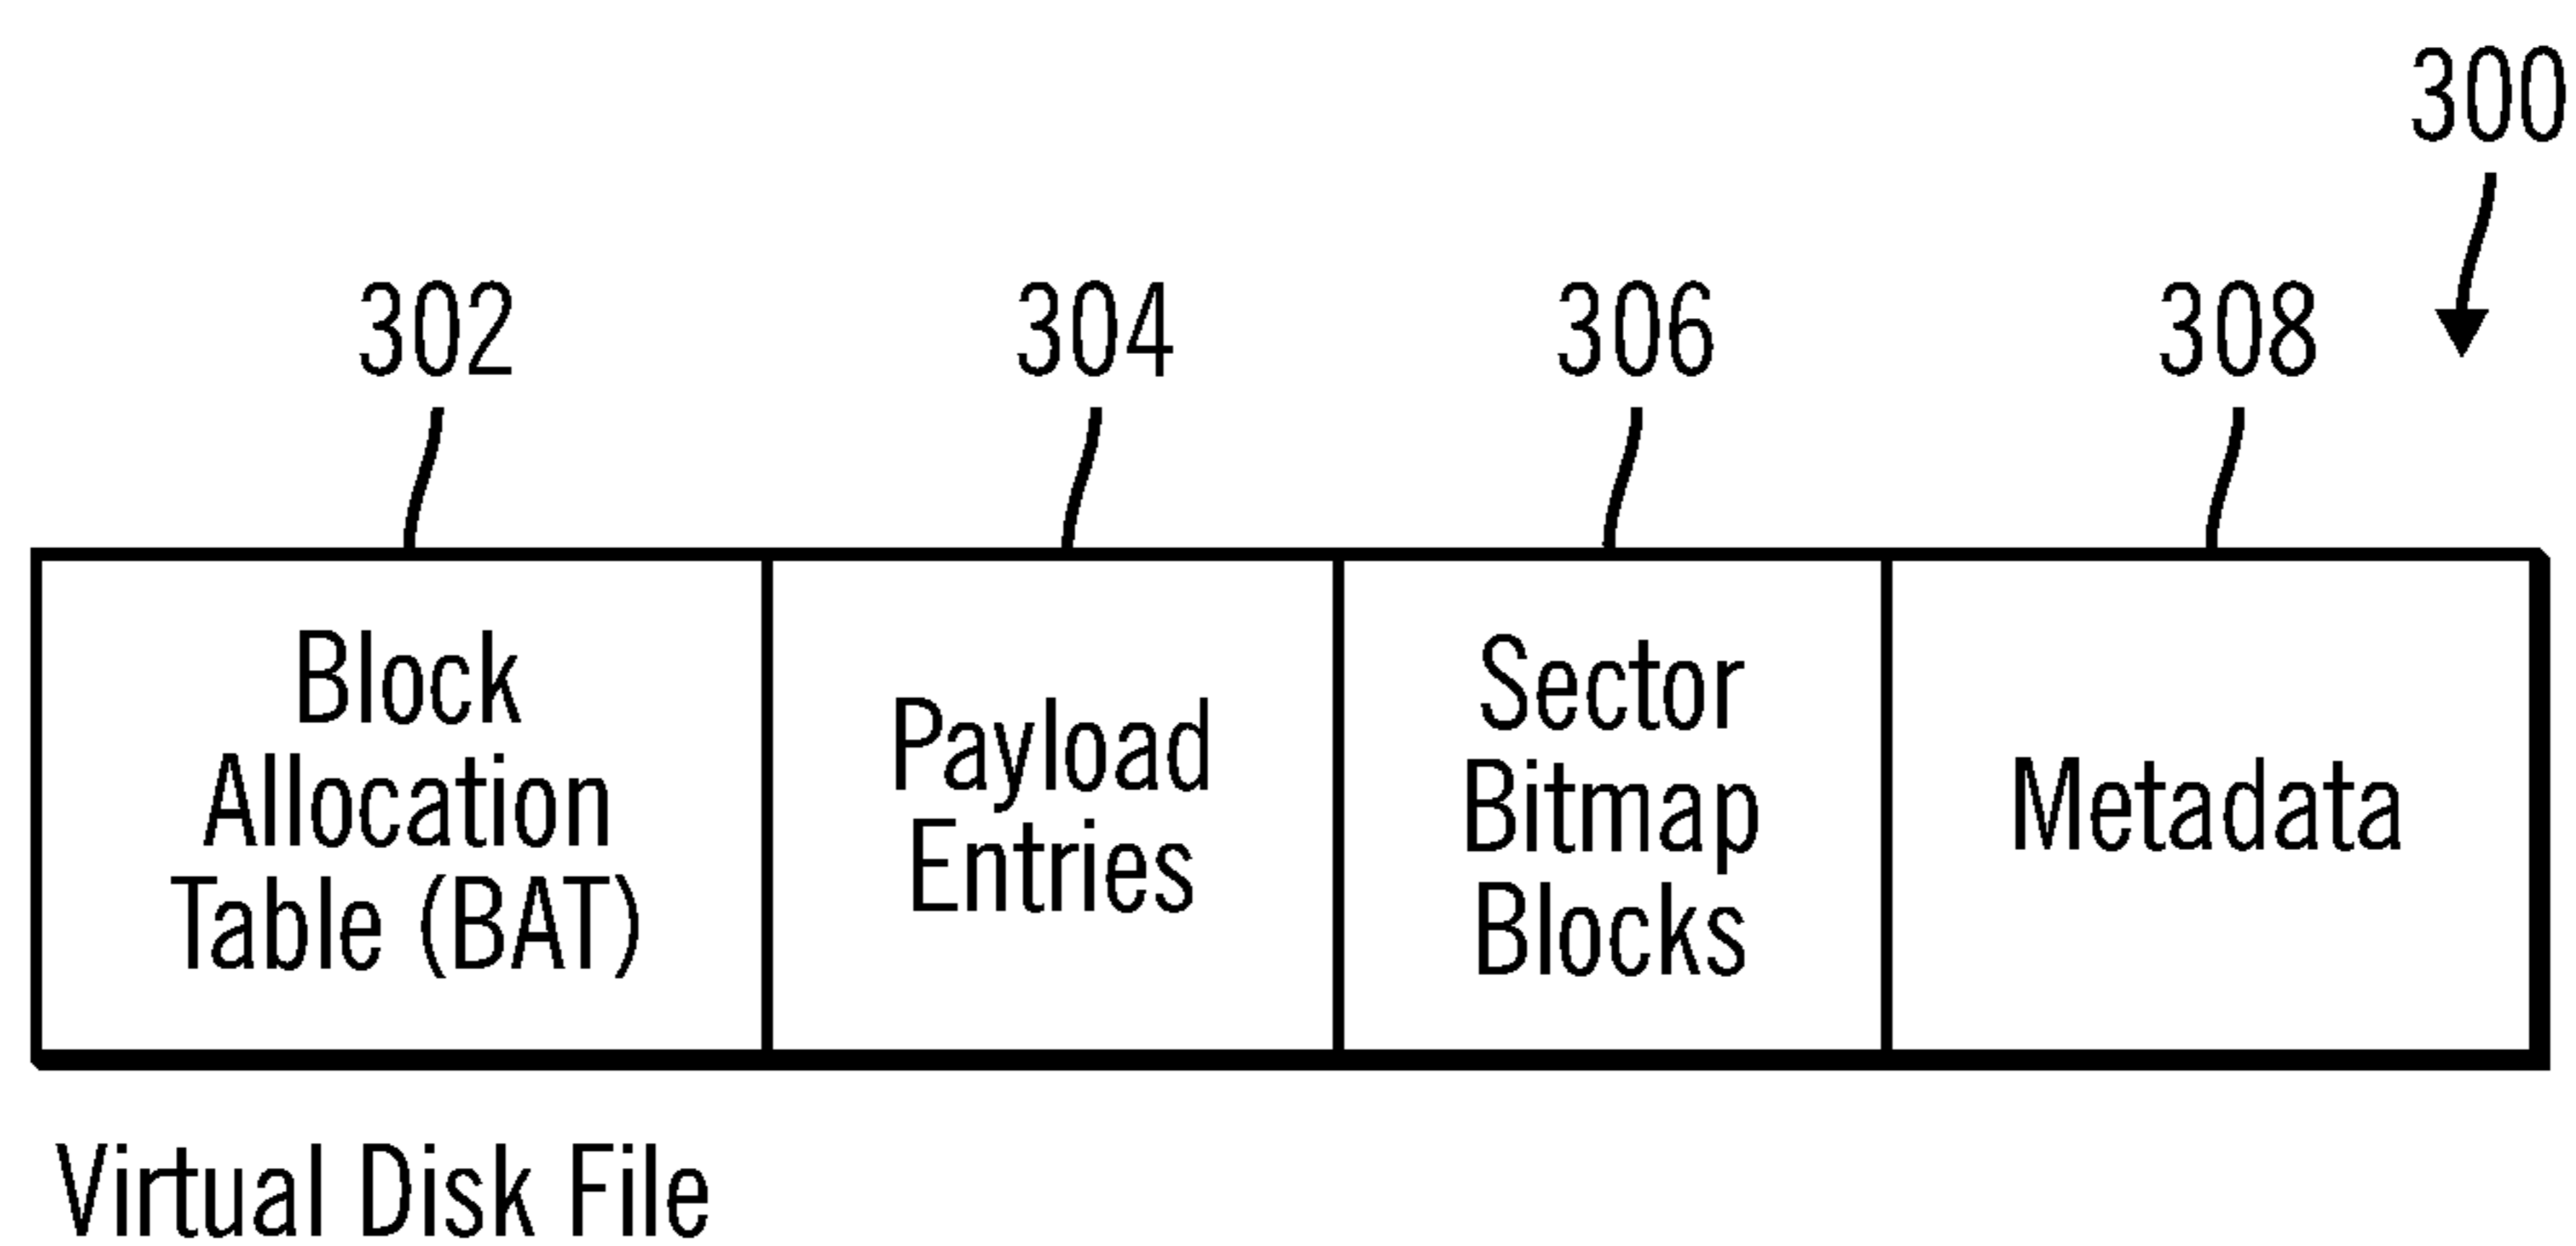 300
302
304
306
308
Block
Allocation
Table (BAT)
Payload
Entries
Sector
Bitmap
Blocks
Metadata
Virtual Disk File